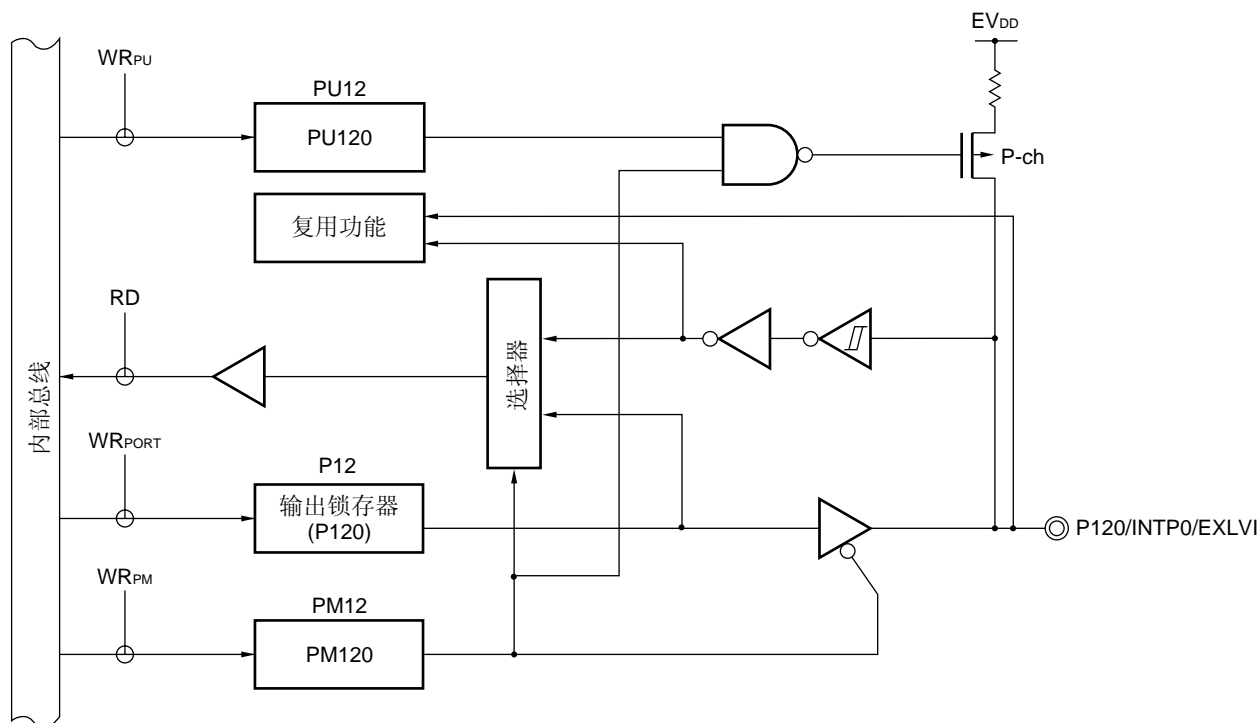 EVDD
WRPU
PU12
PU120
P-ch
复用功能
RD
选择器
内部总线
WRPORT
P12
输出锁存器
(P120)
P120/INTP0/EXLVI
WRPM
PM12
PM120